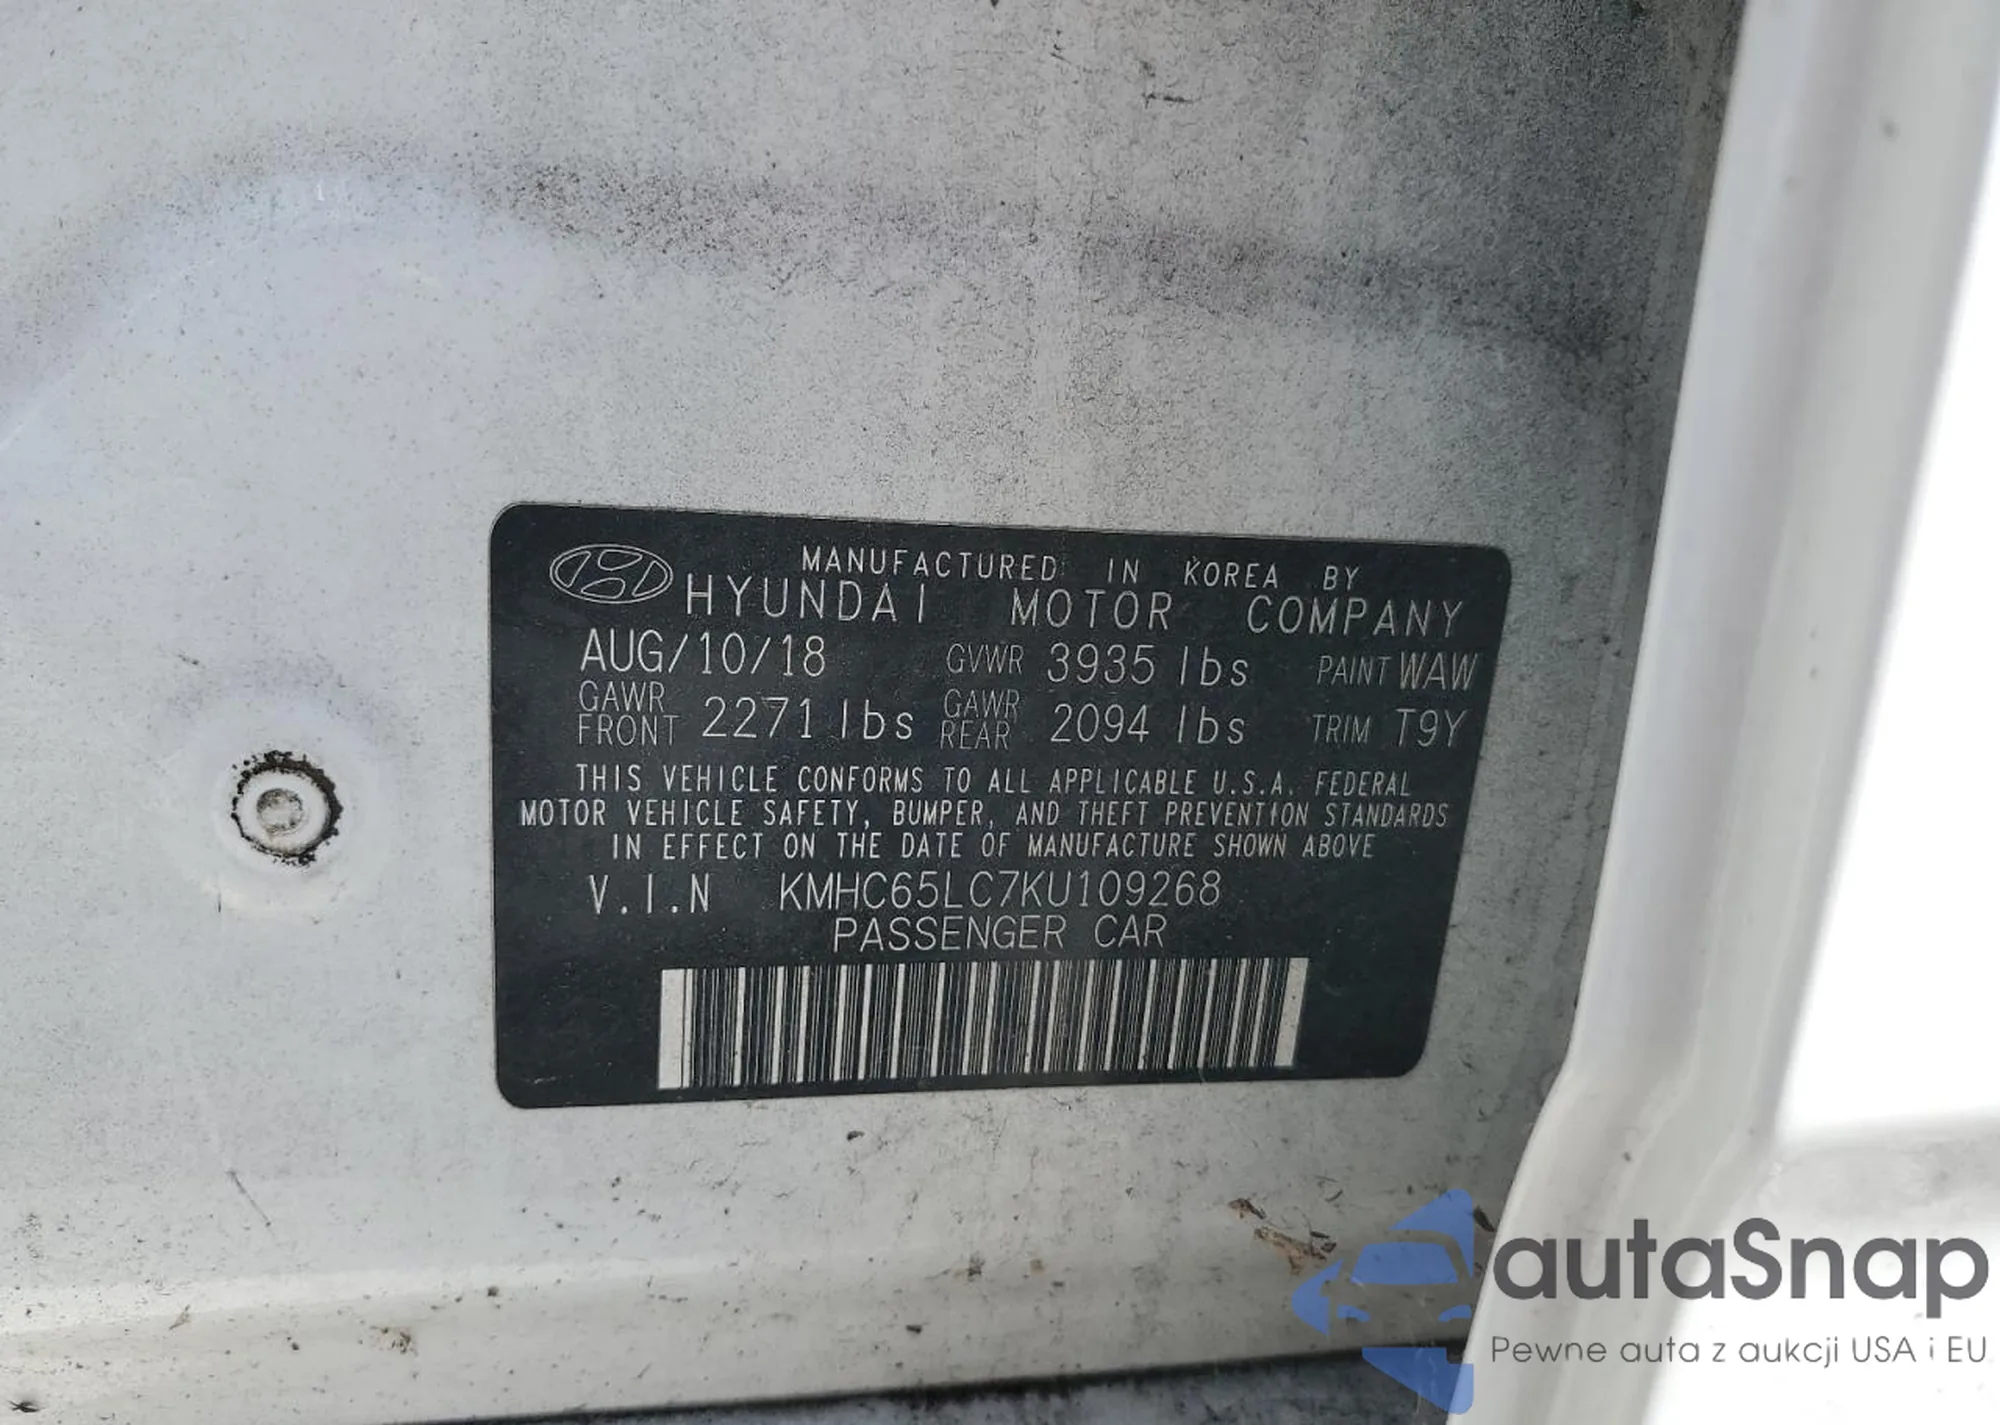 MANUFACTURED IN KOREA BY
HYUNDAI MOTOR COMPANY
AUG/10/18 GVWR 3935 lbs PAINT WAW
GAWR FRONT 2271 lbs GAWR REAR 2094 lbs TRIM T9Y
THIS VEHICLE CONFORMS TO ALL APPLICABLE U.S.A. FEDERAL
MOTOR VEHICLE SAFETY, BUMPER, AND THEFT PREVENTION STANDARDS
IN EFFECT ON THE DATE OF MANUFACTURE SHOWN ABOVE
V.I.N KMHC65LC7KU109268
PASSENGER CAR
autaSnap
Pewne auta z aukcji USA i EU